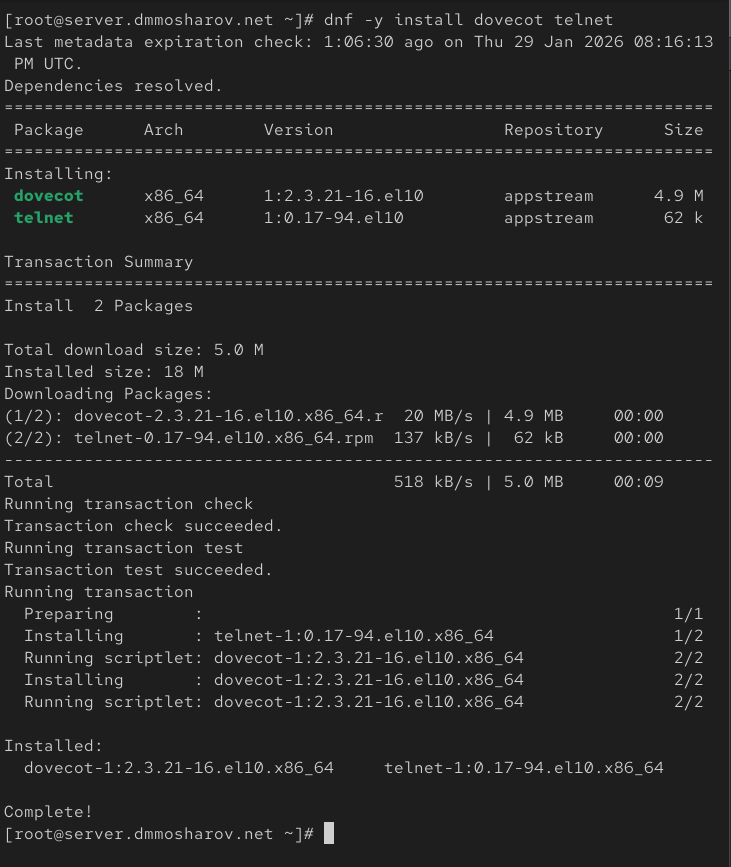 [root@server.dmmosharov.net ~]# dnf -y install dovecot telnet
Last metadata expiration check: 1:06:30 ago on Thu 29 Jan 2026 08:16:13
 PM UTC.
Dependencies resolved.
=======================================================================
 Package      Arch        Version                 Repository      Size
=======================================================================
Installing:
 dovecot      x86_64      1:2.3.21-16.el10        appstream      4.9 M
 telnet       x86_64      1:0.17-94.el10          appstream       62 k

Transaction Summary
=======================================================================
Install  2 Packages

Total download size: 5.0 M
Installed size: 18 M
Downloading Packages:
(1/2): dovecot-2.3.21-16.el10.x86_64.r  20 MB/s | 4.9 MB     00:00
(2/2): telnet-0.17-94.el10.x86_64.rpm  137 kB/s |  62 kB     00:00
-----------------------------------------------------------------------
Total                                  518 kB/s | 5.0 MB     00:09
Running transaction check
Transaction check succeeded.
Running transaction test
Transaction test succeeded.
Running transaction
  Preparing        :                                               1/1
  Installing       : telnet-1:0.17-94.el10.x86_64                  1/2
  Running scriptlet: dovecot-1:2.3.21-16.el10.x86_64               2/2
  Installing       : dovecot-1:2.3.21-16.el10.x86_64               2/2
  Running scriptlet: dovecot-1:2.3.21-16.el10.x86_64               2/2

Installed:
  dovecot-1:2.3.21-16.el10.x86_64     telnet-1:0.17-94.el10.x86_64

Complete!
[root@server.dmmosharov.net ~]#